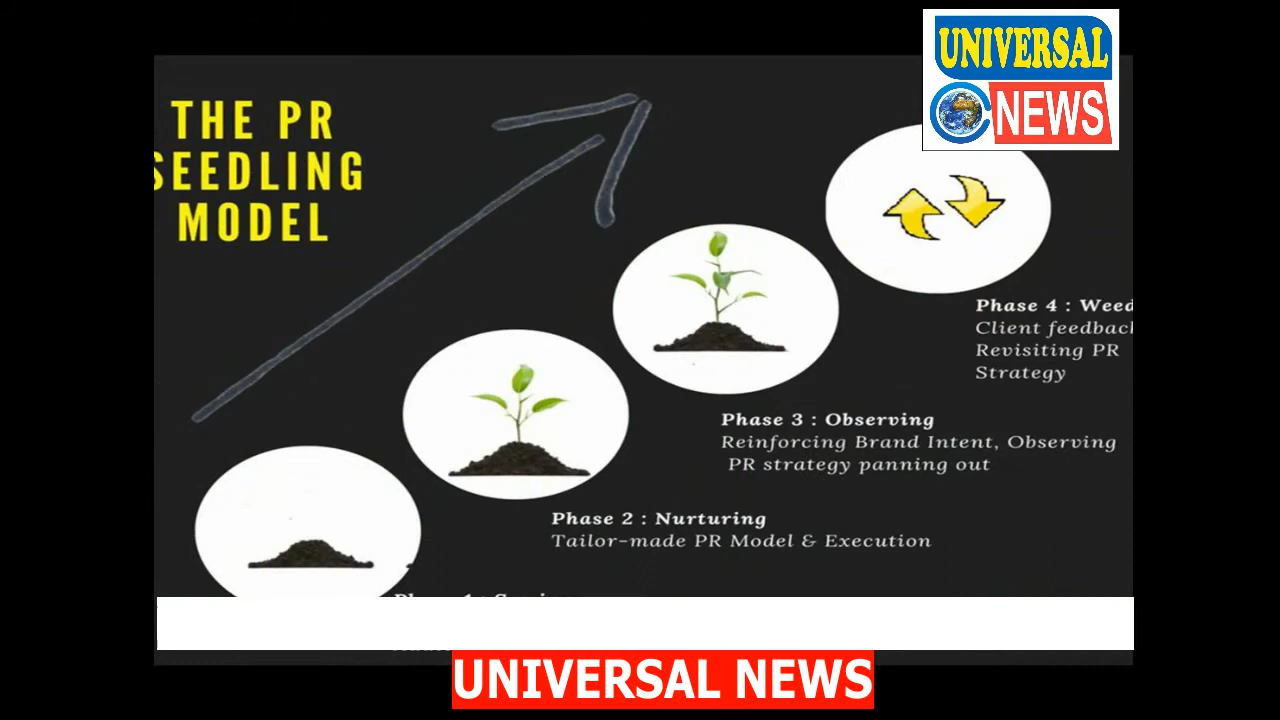 UNIVERSAL
NEWS
THE PR
SEEDLING
MODEL
Phase 4 : Weed
Client feedback
Revisiting PR
Strategy
Phase 3 : Observing
Reinforcing Brand Intent, Observing
PR strategy panning out
Phase 2 : Nurturing
Tailor-made PR Model & Execution
UNIVERSAL NEWS